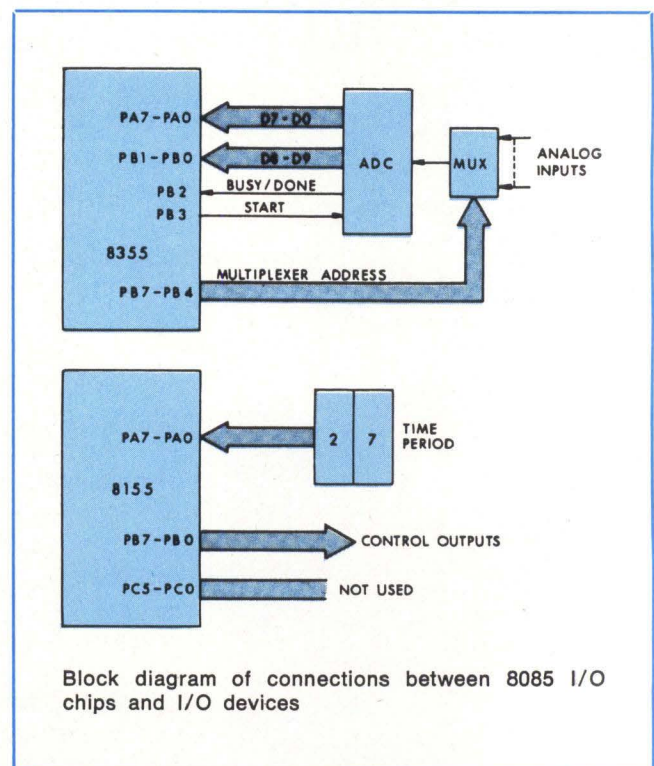 PA7-PA0
D7-D0
PB1-PB0
D8-D9
ADC
MUX
ANALOG
INPUTS
PB2
BUSY/DONE
PB3
START
8355
MULTIPLEXER ADDRESS
PB7-PB4
PA7-PA0
2 7
TIME
PERIOD
8155
PB7-PB0
CONTROL OUTPUTS
PC5-PC0
NOT USED
Block diagram of connections between 8085 I/O
chips and I/O devices